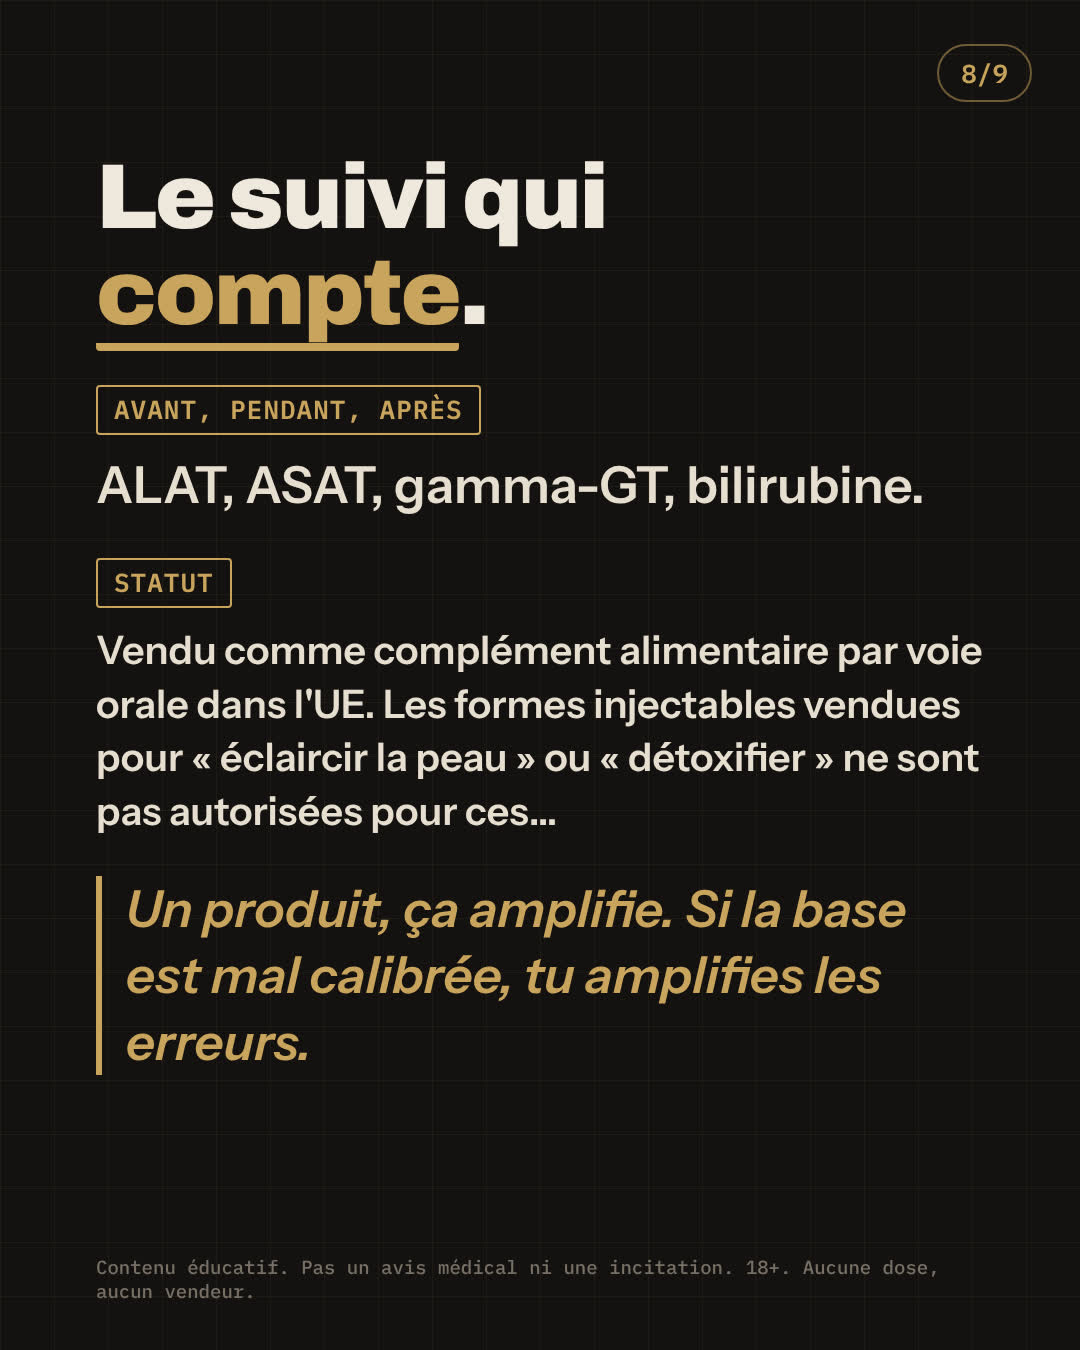 8/9
Le suivi qui
compte.
AVANT, PENDANT, APRÈS
ALAT, ASAT, gamma-GT, bilirubine.
STATUT
Vendu comme complément alimentaire par voie
orale dans l'UE. Les formes injectables vendues
pour « éclaircir la peau » ou « détoxifier » ne sont
pas autorisées pour ces...
Un produit, ça amplifie. Si la base
est mal calibrée, tu amplifies les
erreurs.
Contenu éducatif. Pas un avis médical ni une incitation. 18+. Aucune dose,
aucun vendeur.